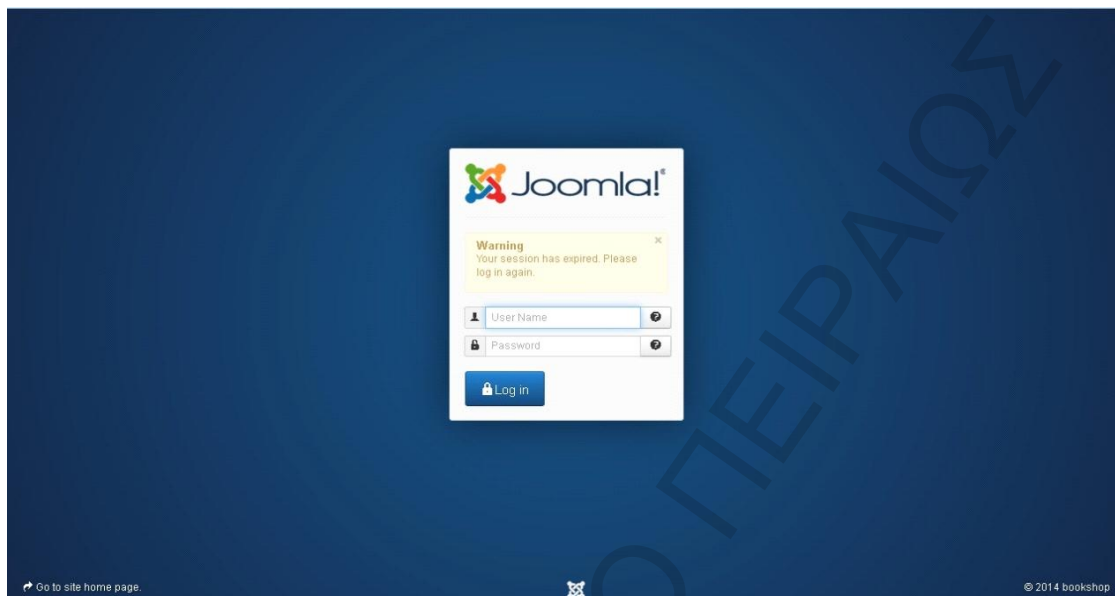 Joomla!®
Warning
×
Your session has expired. Please
log in again.
User Name
Password
Log in
Go to site home page.
© 2014 bookshop
Ο ΠΕΙΡΑΙΩΣ